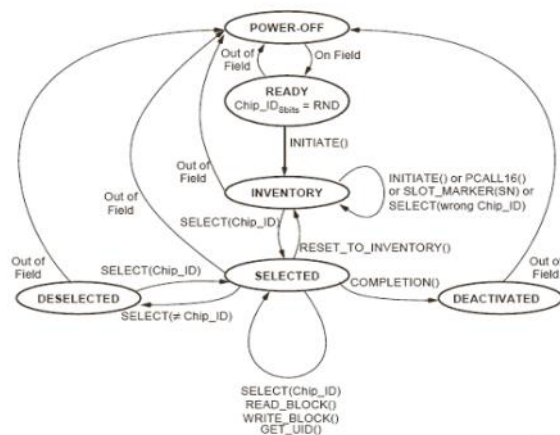 POWER-OFF
Out of
Field
On Field
READY
Chip_ID8bits = RND
INITIATE()
Out of
Field
INVENTORY
INITIATE() or PCALL16()
or SLOT_MARKER(SN) or
SELECT(wrong Chip_ID)
Out of
Field
SELECT(Chip_ID)
RESET_TO_INVENTORY()
Out of
Field
SELECT(Chip_ID)
SELECTED
COMPLETION()
Out of
Field
DESELECTED
DEACTIVATED
SELECT(≠ Chip_ID)
SELECT(Chip_ID)
READ_BLOCK()
WRITE_BLOCK()
GET_UID()